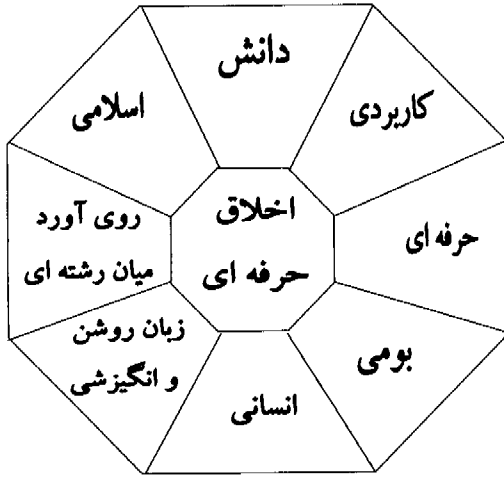 دانش
کاربردی
حرفه ای
بومی
انسانی
زبان روشن
و انگیزشی
روی آورد
میان رشته ای
اسلامی
اخلاق
حرفه ای